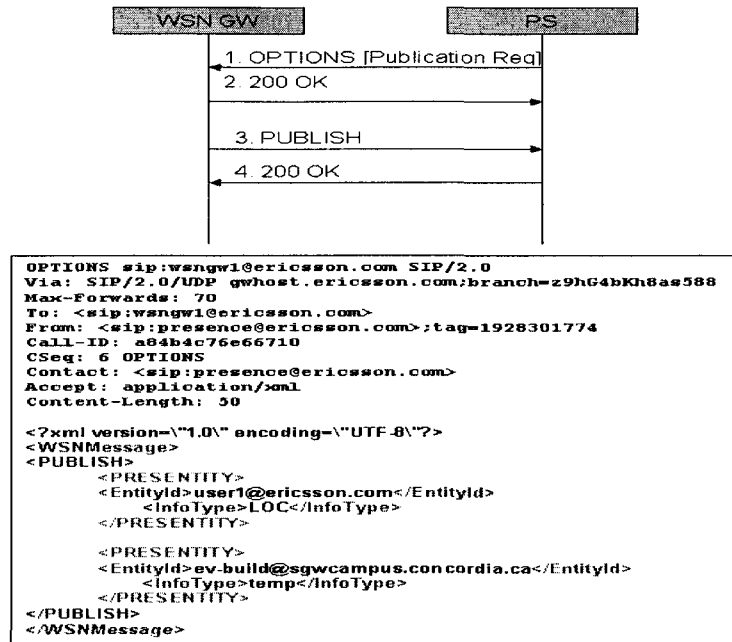 WSN GW
PS
1. OPTIONS [Publication Req]
2. 200 OK
3. PUBLISH
4. 200 OK
OPTIONS sip:wsngw1@ericsson.com SIP/2.0
Via: SIP/2.0/UDP gwhost.ericsson.com;branch=z9hG4bKh8as588
Max-Forwards: 70
To: <sip:wsngw1@ericsson.com>
From: <sip:presence@ericsson.com>;tag=1928301774
Call-ID: a84b4c76e66710
CSeq: 6 OPTIONS
Contact: <sip:presence@ericsson.com>
Accept: application/xml
Content-Length: 50
<?xml version=\"1.0\" encoding=\"UTF-8\"?>
<WSNMessage>
<PUBLISH>
<PRESENTITY>
<EntityId>user1@ericsson.com</EntityId>
<InfoType>LOC</InfoType>
</PRESENTITY>
<PRESENTITY>
<EntityId>ev-build@sgwcampus.concordia.ca</EntityId>
<InfoType>temp</InfoType>
</PRESENTITY>
</PUBLISH>
</WSNMessage>